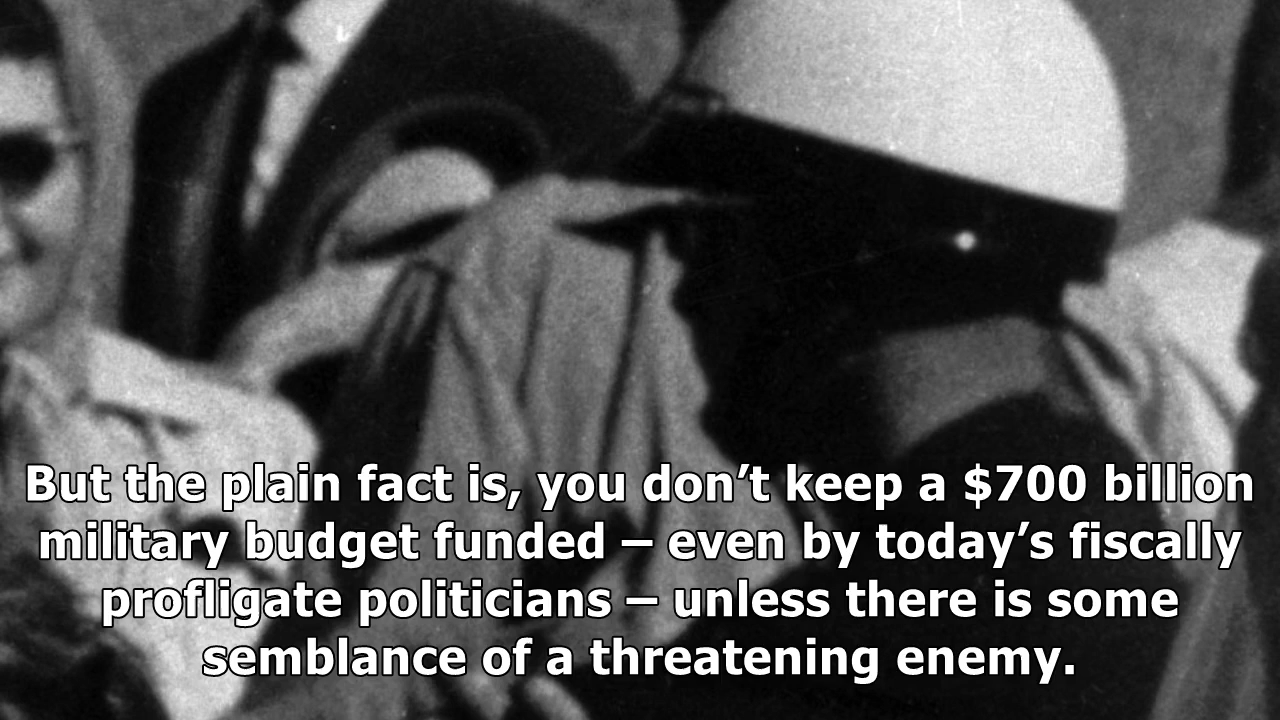 But the plain fact is, you don’t keep a $700 billion
military budget funded – even by today’s fiscally
profligate politicians – unless there is some
semblance of a threatening enemy.